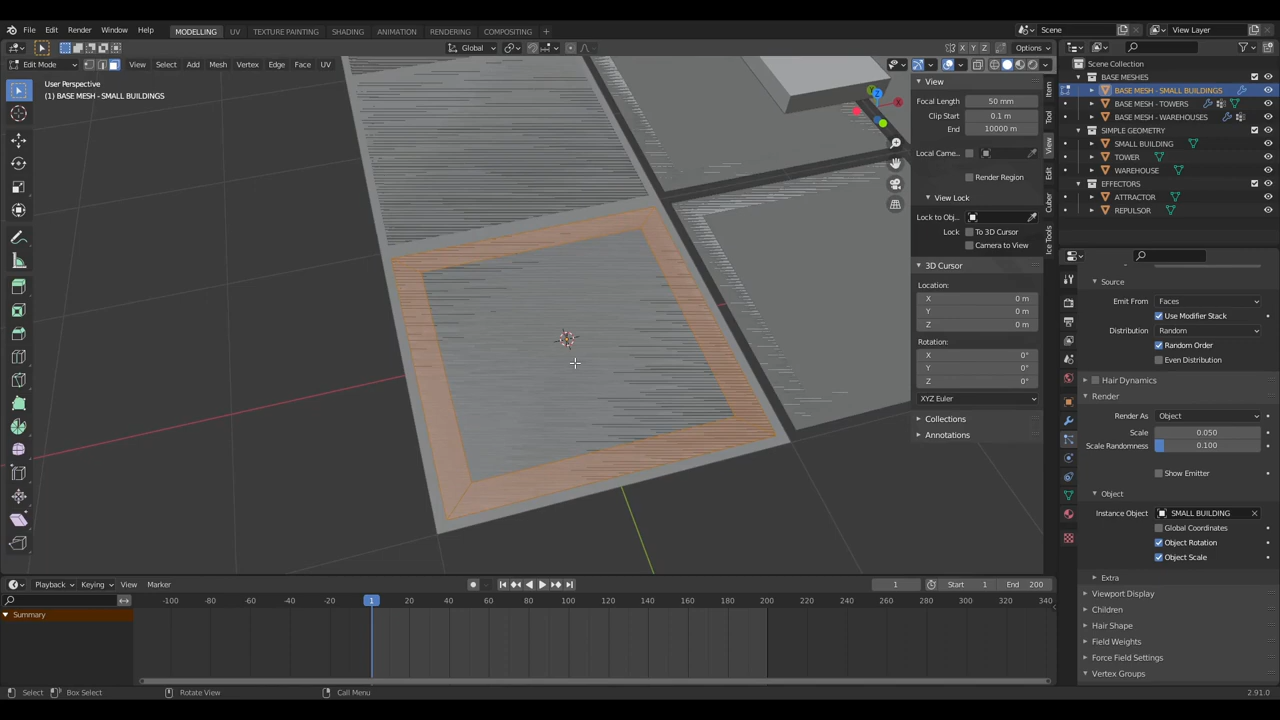 File Edit Render Window Help
MODELLING UV TEXTURE PAINTING SHADING ANIMATION RENDERING COMPOSITING +
Scene View Layer
Global X Y Z Options
Edit Mode View Select Add Mesh Vertex Edge Face UV
User Perspective
(1) BASE MESH - SMALL BUILDINGS
View
Focal Length 50 mm
Clip Start 0.1 m
End 10000 m
Local Came...
Render Region
View Lock
Lock to Obj...
Lock: To 3D Cursor
Camera to View
3D Cursor
Location:
X 0 m
Y 0 m
Z 0 m
Rotation:
X 0°
Y 0°
Z 0°
XYZ Euler
Collections
Annotations
Item
Tool
View
Edit
Cuber
Ice Tools
Scene Collection
BASE MESHES
BASE MESH - SMALL BUILDINGS
BASE MESH - TOWERS
BASE MESH - WAREHOUSES
SIMPLE GEOMETRY
SMALL BUILDING
TOWER
WAREHOUSE
EFFECTORS
ATTRACTOR
REPULSOR
Source
Emit From Faces
Use Modifier Stack
Distribution Random
Random Order
Even Distribution
Hair Dynamics
Render
Render As Object
Scale 0.050
Scale Randomness 0.100
Show Emitter
Object
Instance Object SMALL BUILDING
Global Coordinates
Object Rotation
Object Scale
Extra
Viewport Display
Children
Hair Shape
Field Weights
Force Field Settings
Vertex Groups
Playback Keying View Marker 1 Start 1 End 200
-100 -80 -60 -40 -20 1 20 40 60 80 100 120 140 160 180 200 220 240 260 280 300 320 340
Summary
Select Box Select Rotate View Call Menu 2.91.0